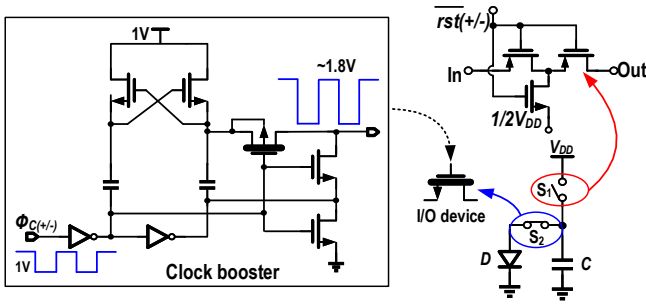 1V
~1.8V
ΦC(+/-)
1V
Clock booster
rst(+/-)
In
Out
1/2VDD
VDD
S1
I/O device
S2
D
C